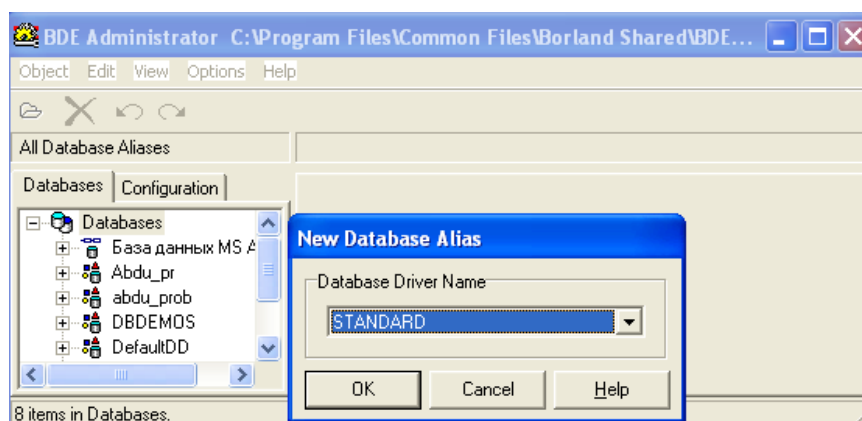 BDE Administrator C:\Program Files\Common Files\Borland Shared\BDE...
Object Edit View Options Help
All Database Aliases
Databases Configuration
Databases
База данных MS A
Abdu_pr
abdu_prob
DBDEMOS
DefaultDD
8 items in Databases.
New Database Alias
Database Driver Name
STANDARD
OK Cancel Help